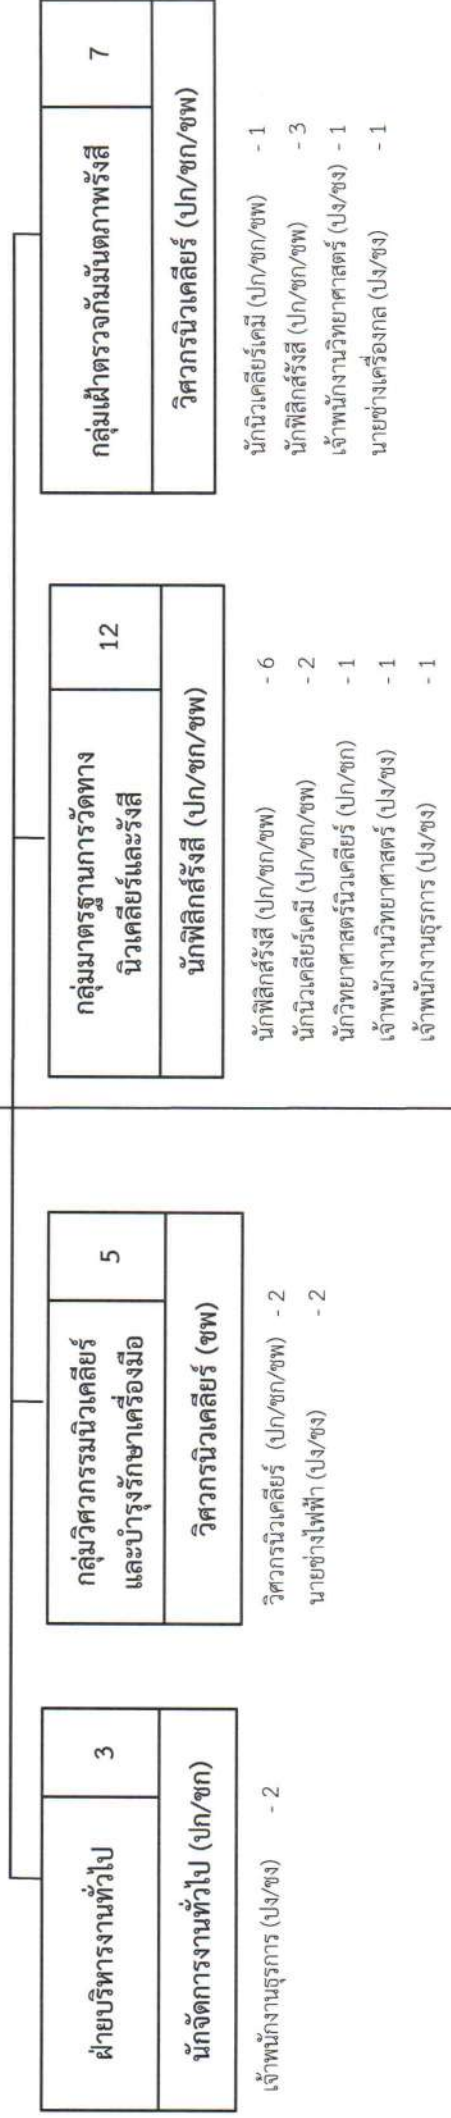 ฝ่ายบริหารงานทั่วไป
3
นักจัดการงานทั่วไป (ปก/ชก)
เจ้าพนักงานธุรการ (ปง/ชง) - 2
กลุ่มวิศวกรรมนิวเคลียร์
และบำรุงรักษาเครื่องมือ
5
วิศวกรนิวเคลียร์ (ชพ)
วิศวกรนิวเคลียร์ (ปก/ชก/ชพ) - 2
นายช่างไฟฟ้า (ปง/ชง) - 2
กลุ่มมาตรฐานการวัดทาง
นิวเคลียร์และรังสี
12
นักฟิสิกส์รังสี (ปก/ชก/ชพ)
นักฟิสิกส์รังสี (ปก/ชก/ชพ) - 6
นักนิวเคลียร์เคมี (ปก/ชก/ชพ) - 2
นักวิทยาศาสตร์นิวเคลียร์ (ปก/ชก) - 1
เจ้าพนักงานวิทยาศาสตร์ (ปง/ชง) - 1
เจ้าพนักงานธุรการ (ปง/ชง) - 1
กลุ่มเฝ้าตรวจกัมมันตภาพรังสี
7
วิศวกรนิวเคลียร์ (ปก/ชก/ชพ)
นักนิวเคลียร์เคมี (ปก/ชก/ชพ) - 1
นักฟิสิกส์รังสี (ปก/ชก/ชพ) - 3
เจ้าพนักงานวิทยาศาสตร์ (ปง/ชง) - 1
นายช่างเครื่องกล (ปง/ชง) - 1